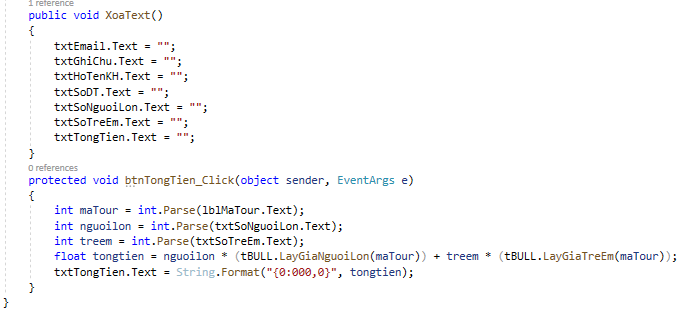 1 reference
public void XoaText()
{
txtEmail.Text = "";
txtGhiChu.Text = "";
txtHoTenKH.Text = "";
txtSoDT.Text = "";
txtSoNguoiLon.Text = "";
txtSoTreEm.Text = "";
txtTongTien.Text = "";
}
0 references
protected void btnTongTien_Click(object sender, EventArgs e)
{
int maTour = int.Parse(lblMaTour.Text);
int nguoilon = int.Parse(txtSoNguoiLon.Text);
int treem = int.Parse(txtSoTreEm.Text);
float tongtien = nguoilon * (tBULL.LayGiaNguoiLon(maTour)) + treem * (tBULL.LayGiaTreEm(maTour));
txtTongTien.Text = String.Format("{0:000,0}", tongtien);
}
}